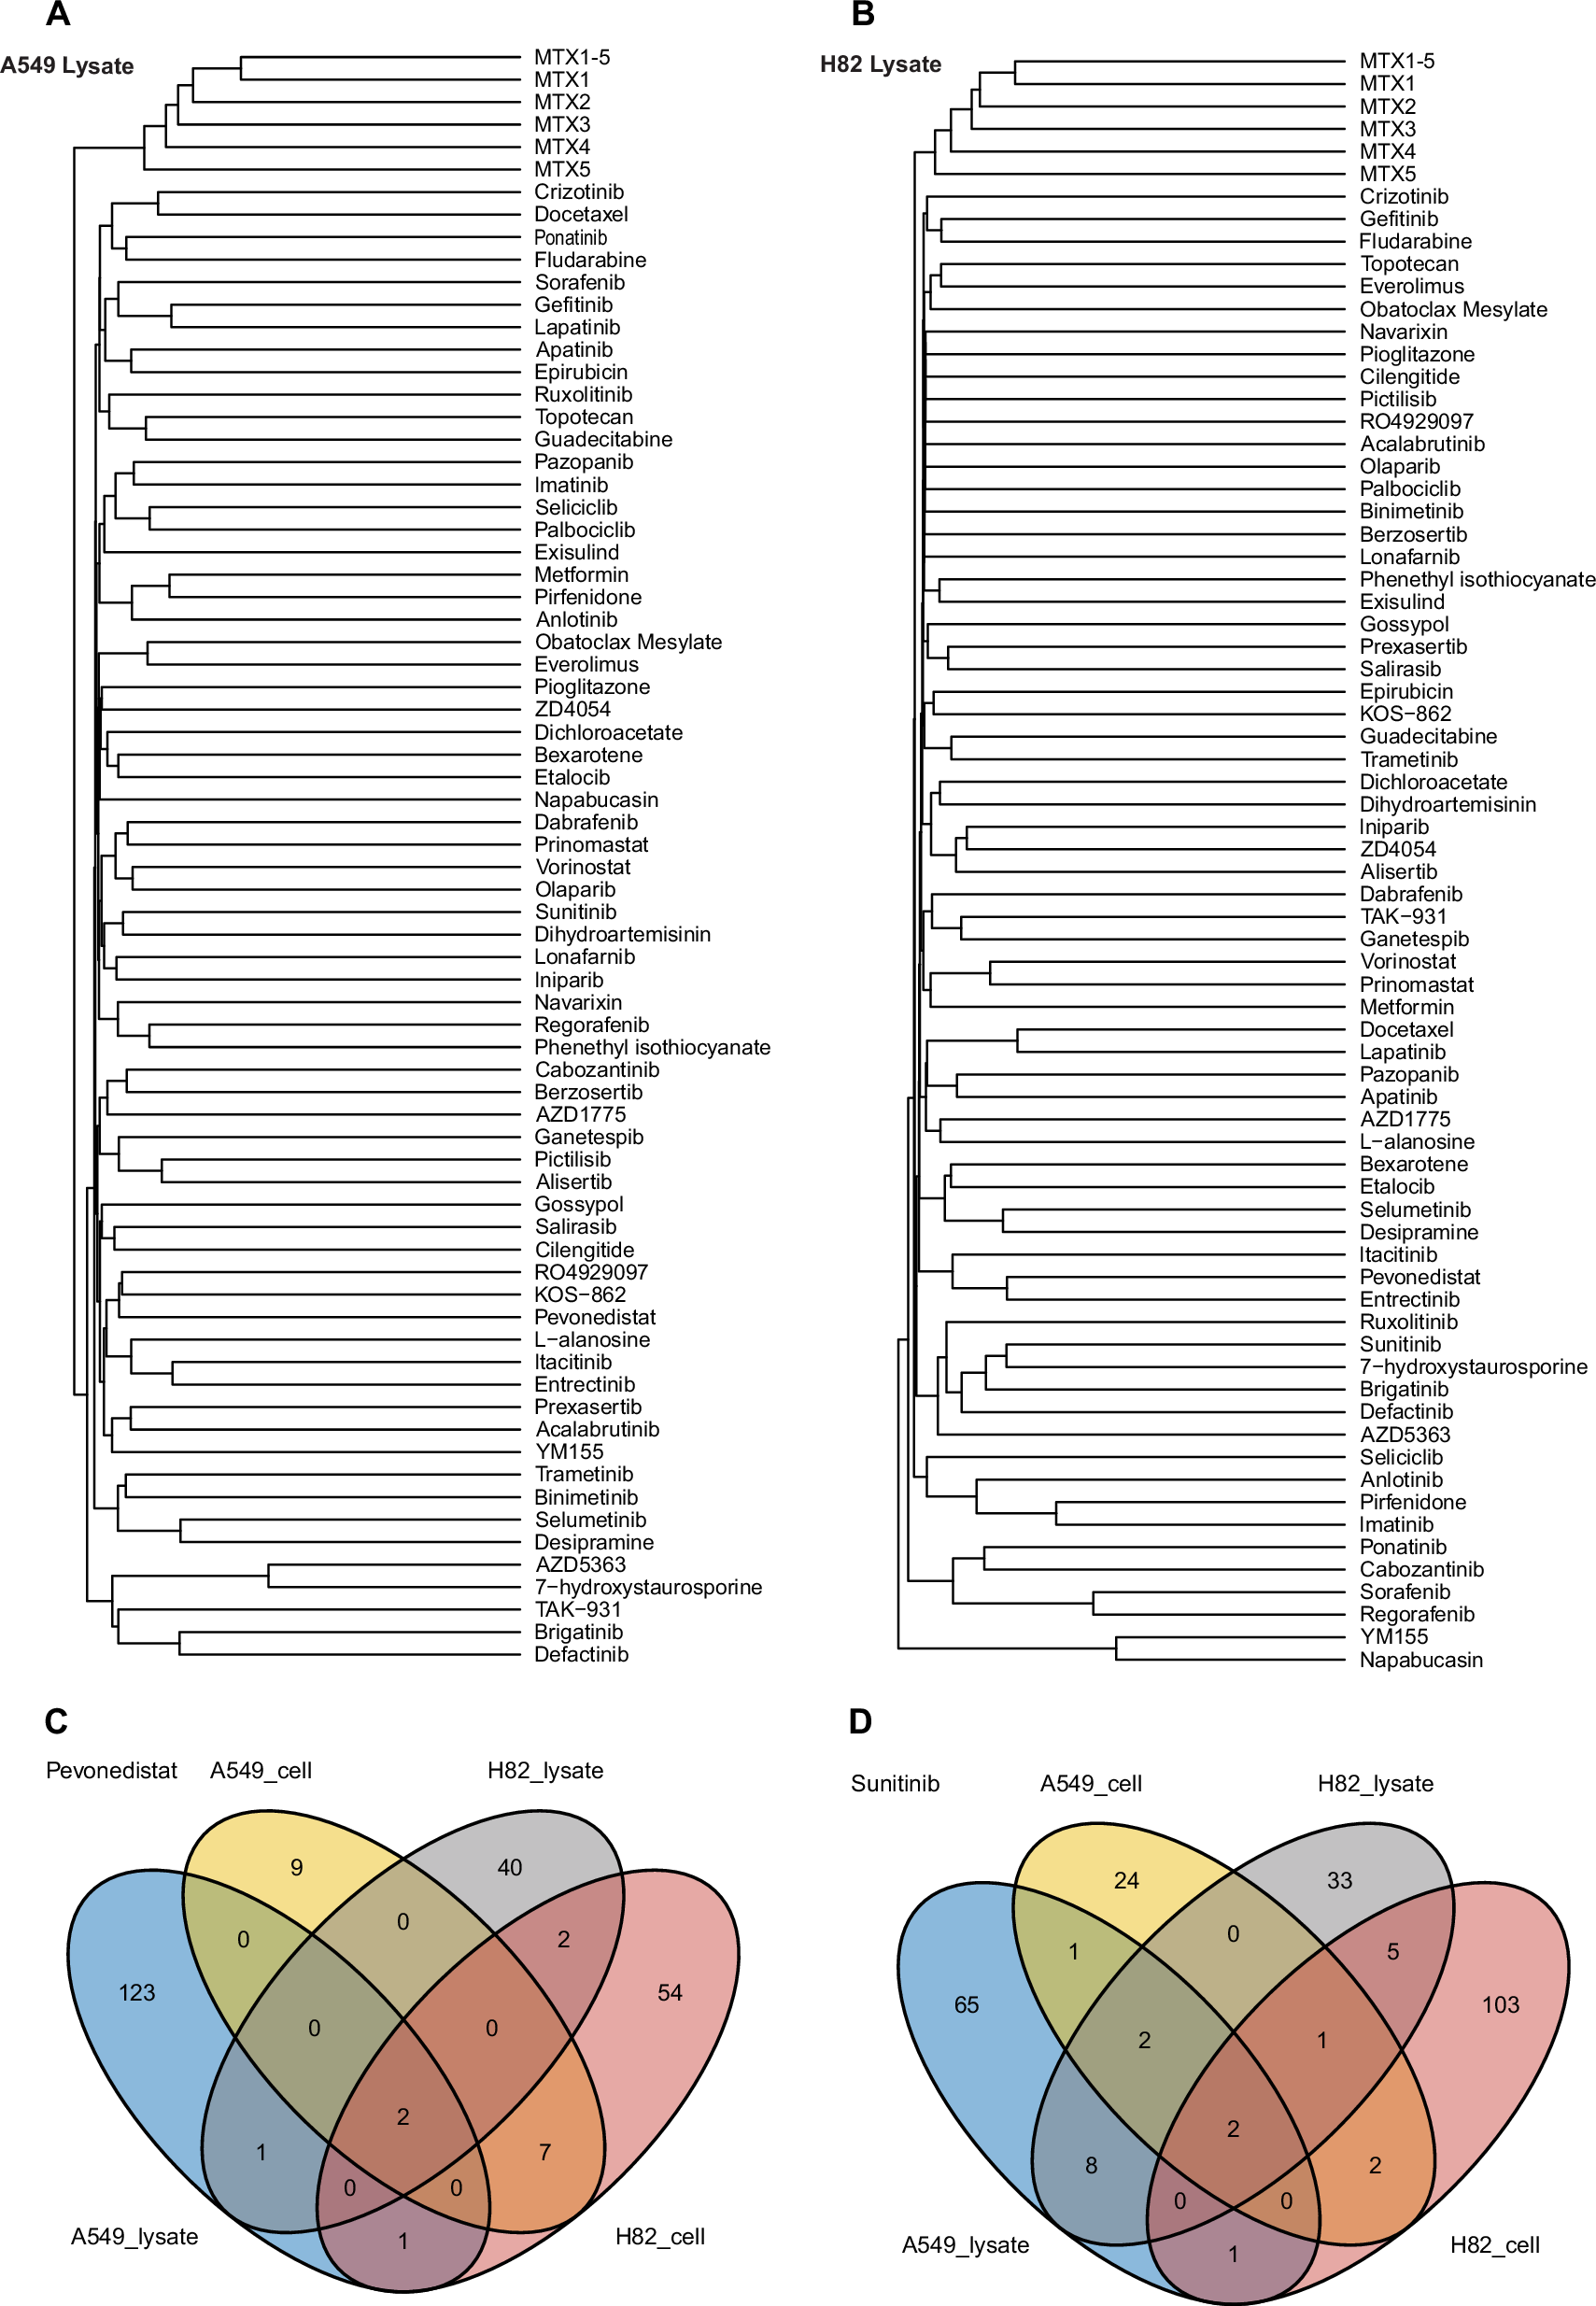 A
A549 Lysate
MTX1-5
MTX1
MTX2
MTX3
MTX4
MTX5
Crizotinib
Docetaxel
Ponatinib
Fludarabine
Sorafenib
Gefitinib
Lapatinib
Apatinib
Epirubicin
Ruxolitinib
Topotecan
Guadecitabine
Pazopanib
Imatinib
Seliciclib
Palbociclib
Exisulind
Metformin
Pirfenidone
Anlotinib
Obatoclax Mesylate
Everolimus
Pioglitazone
ZD4054
Dichloroacetate
Bexarotene
Etalocib
Napabucasin
Dabrafenib
Prinomastat
Vorinostat
Olaparib
Sunitinib
Dihydroartemisinin
Lonafarnib
Iniparib
Navarixin
Regorafenib
Phenethyl isothiocyanate
Cabozantinib
Berzosertib
AZD1775
Ganetespib
Pictilisib
Alisertib
Gossypol
Salirasib
Cilengitide
RO4929097
KOS−862
Pevonedistat
L−alanosine
Itacitinib
Entrectinib
Prexasertib
Acalabrutinib
YM155
Trametinib
Binimetinib
Selumetinib
Desipramine
AZD5363
7−hydroxystaurosporine
TAK−931
Brigatinib
Defactinib
B
H82 Lysate
MTX1-5
MTX1
MTX2
MTX3
MTX4
MTX5
Crizotinib
Gefitinib
Fludarabine
Topotecan
Everolimus
Obatoclax Mesylate
Navarixin
Pioglitazone
Cilengitide
Pictilisib
RO4929097
Acalabrutinib
Olaparib
Palbociclib
Binimetinib
Berzosertib
Lonafarnib
Phenethyl isothiocyanate
Exisulind
Gossypol
Prexasertib
Salirasib
Epirubicin
KOS−862
Guadecitabine
Trametinib
Dichloroacetate
Dihydroartemisinin
Iniparib
ZD4054
Alisertib
Dabrafenib
TAK−931
Ganetespib
Vorinostat
Prinomastat
Metformin
Docetaxel
Lapatinib
Pazopanib
Apatinib
AZD1775
L−alanosine
Bexarotene
Etalocib
Selumetinib
Desipramine
Itacitinib
Pevonedistat
Entrectinib
Ruxolitinib
Sunitinib
7−hydroxystaurosporine
Brigatinib
Defactinib
AZD5363
Seliciclib
Anlotinib
Pirfenidone
Imatinib
Ponatinib
Cabozantinib
Sorafenib
Regorafenib
YM155
Napabucasin
C
Pevonedistat
A549_cell
H82_lysate
9
40
0
0
2
123
54
0
0
2
1
7
0
0
A549_lysate
H82_cell
1
D
Sunitinib
A549_cell
H82_lysate
24
33
0
1
5
65
103
2
1
2
8
2
0
0
A549_lysate
H82_cell
1